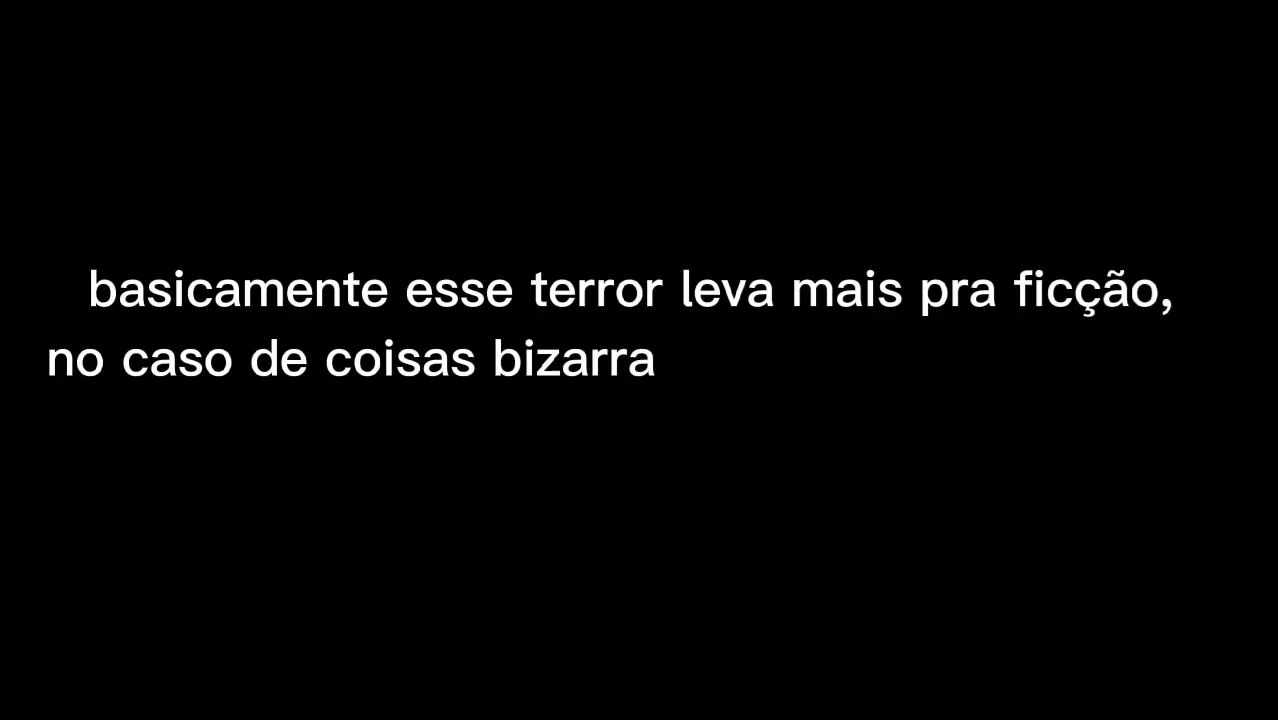 basicamente esse terror leva mais pra ficção,
no caso de coisas bizarra